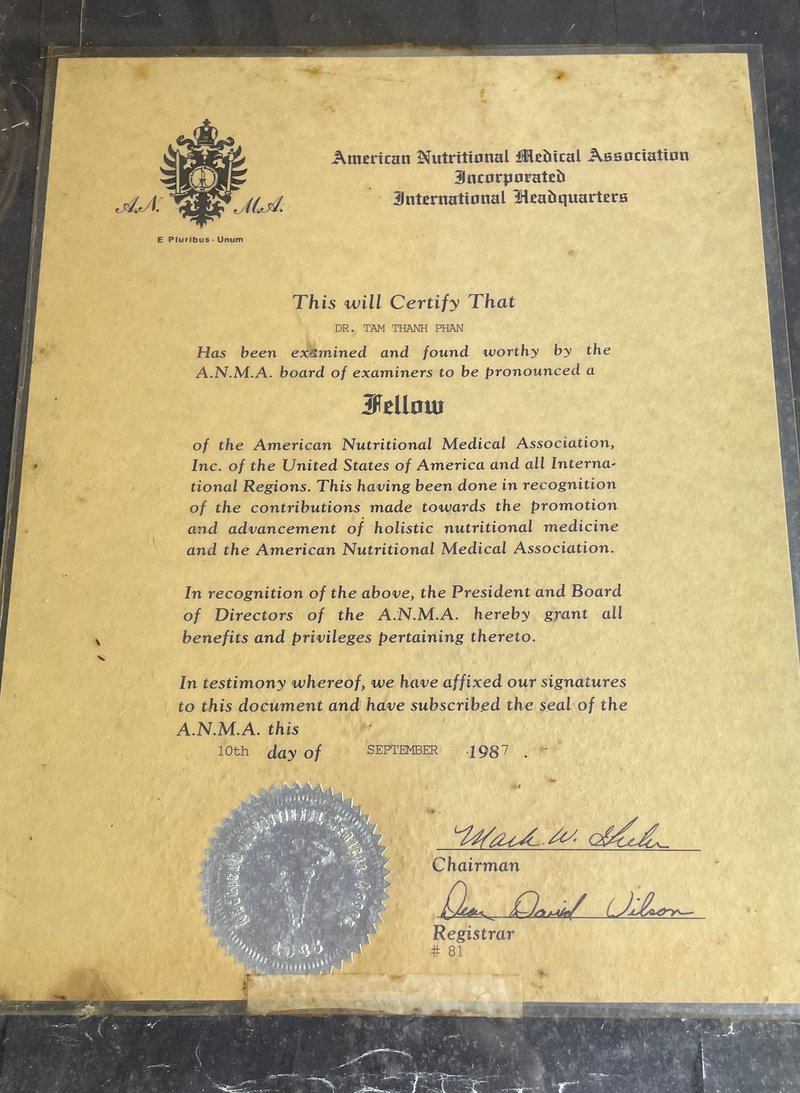 American Nutritional Medical Association
Incorporated
International Headquarters
A.N. M.A.
E Pluribus-Unum
This will Certify That
DR. TAM THANH PHAN
Has been examined and found worthy by the
A.N.M.A. board of examiners to be pronounced a
Fellow
of the American Nutritional Medical Association,
Inc. of the United States of America and all Interna-
tional Regions. This having been done in recognition
of the contributions made towards the promotion
and advancement of holistic nutritional medicine
and the American Nutritional Medical Association.
In recognition of the above, the President and Board
of Directors of the A.N.M.A. hereby grant all
benefits and privileges pertaining thereto.
In testimony whereof, we have affixed our signatures
to this document and have subscribed the seal of the
A.N.M.A. this
10th day of SEPTEMBER 1987.
Mark W.
Chairman
David Wilson
Registrar
# 81